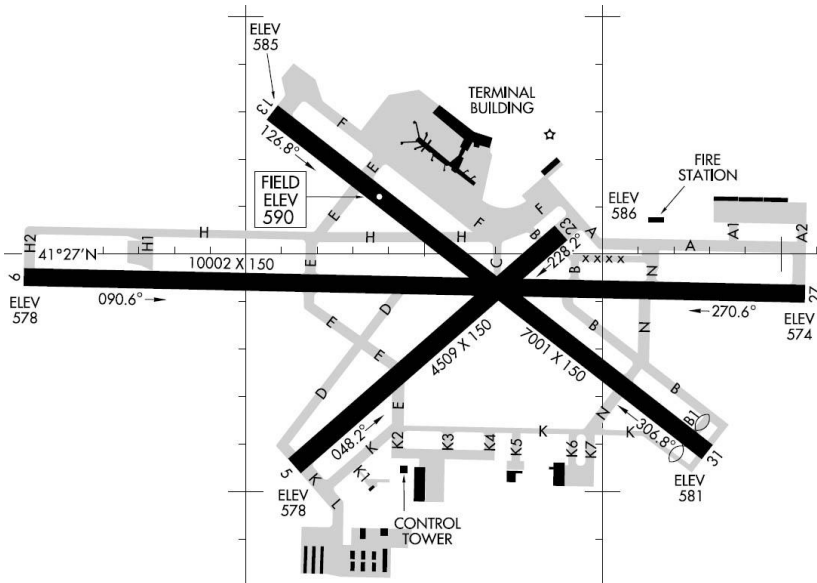 ELEV
585
13
126.8°
F
E
E
FIELD
ELEV
590
TERMINAL
BUILDING
FIRE
STATION
ELEV
586
F
F
23
228.2°
B
A
A
A1
A2
H2
41°27'N
H1
H
H
H
E
C
B
x x x x x
N
N
N
9
10002 X 150
090.6°
ELEV
578
27
270.6°
ELEV
574
D
D
E
E
E
4509 X 150
7001 X 150
B
B
B1
306.8°
31
ELEV
581
048.2°
5
ELEV
578
K
K
K
K
K1
K2
K3
K4
K5
K6
K7
L
CONTROL
TOWER